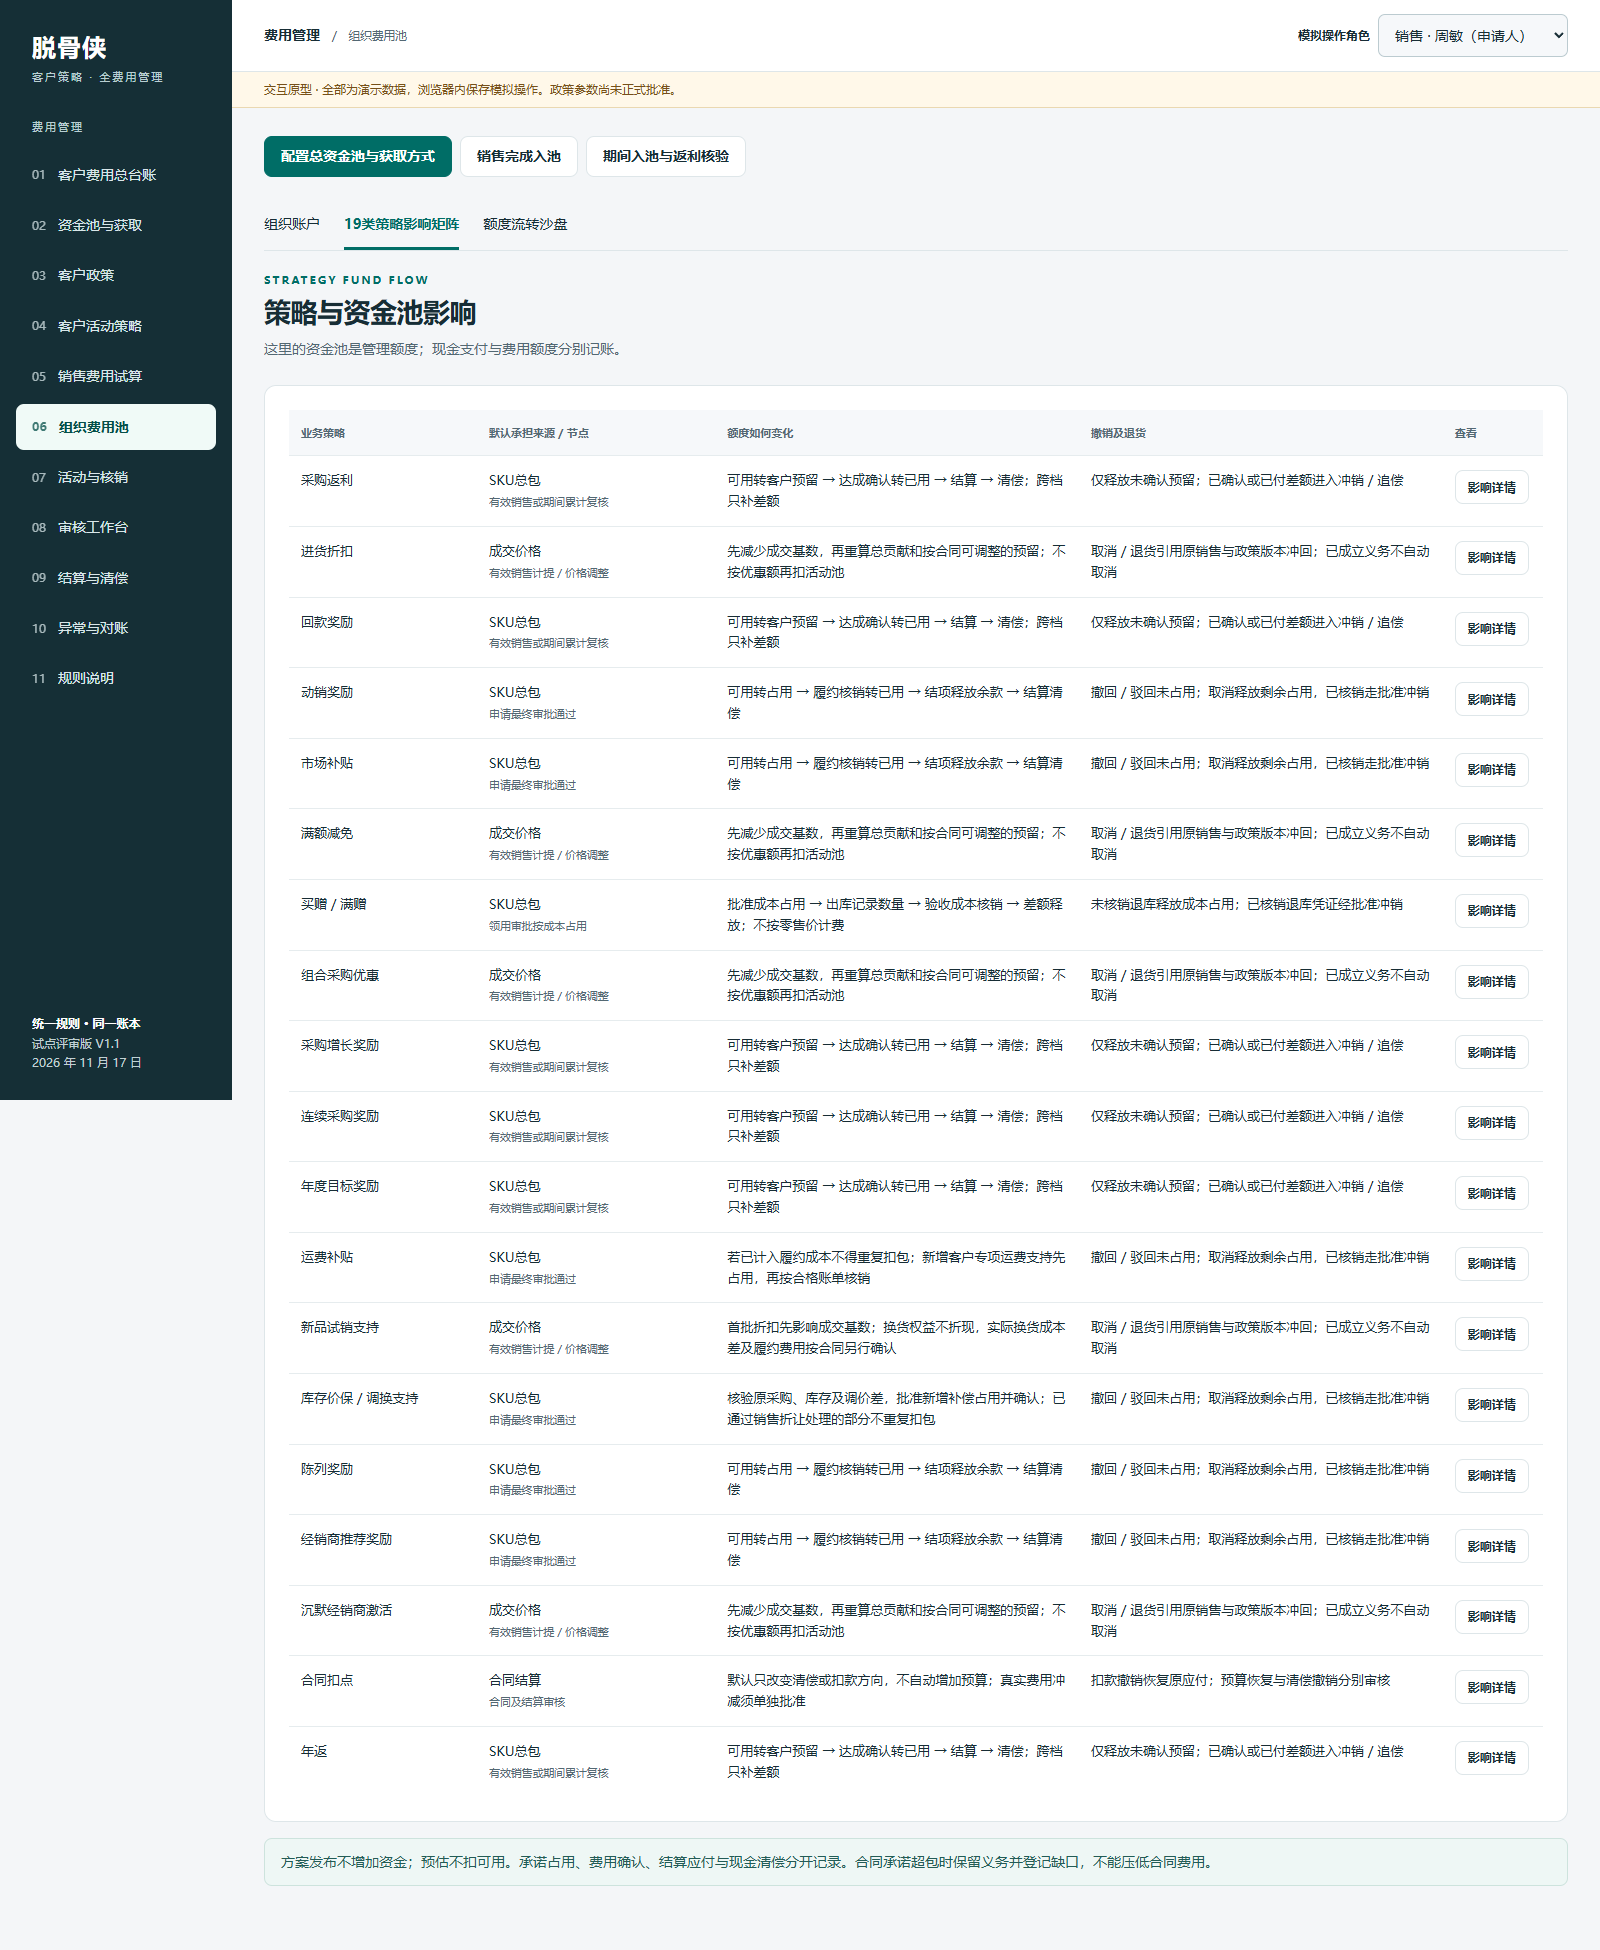 脱骨侠
客户策略 · 全费用管理
费用管理
01 客户费用总台账
02 资金池与获取
03 客户政策
04 客户活动策略
05 销售费用试算
06 组织费用池
07 活动与核销
08 审核工作台
09 结算与清偿
10 异常与对账
11 规则说明
统一规则 • 同一账本
试点评审版 V1.1
2026 年 11 月 17 日
费用管理 / 组织费用池
模拟操作角色 销售 · 周敏（申请人）
交互原型 · 全部为演示数据，浏览器内保存模拟操作。政策参数尚未正式批准。
配置总资金池与获取方式 销售完成入池 期间入池与返利核验
组织账户 19类策略影响矩阵 额度流转沙盘
STRATEGY FUND FLOW
策略与资金池影响
这里的资金池是管理额度；现金支付与费用额度分别记账。
业务策略 默认承担来源 / 节点 额度如何变化 撤销及退货 查看
采购返利 SKU总包 可用转客户预留 → 达成确认转已用 → 结算 → 清偿；跨档 仅释放未确认预留；已确认或已付差额进入冲销 / 追偿 影响详情
有效销售或期间累计复核 只补差额
进货折扣 成交价格 先减少成交基数，再重算总贡献和按合同可调整的预留；不 取消 / 退货引用原销售与政策版本冲回；已成立义务不自动 影响详情
有效销售计提 / 价格调整 按优惠额再扣活动池 取消
回款奖励 SKU总包 可用转客户预留 → 达成确认转已用 → 结算 → 清偿；跨档 仅释放未确认预留；已确认或已付差额进入冲销 / 追偿 影响详情
有效销售或期间累计复核 只补差额
动销奖励 SKU总包 可用转占用 → 履约核销转已用 → 结项释放余款 → 结算清 撤回 / 驳回未占用；取消释放剩余占用，已核销走批准冲销 影响详情
申请最终审批通过 偿
市场补贴 SKU总包 可用转占用 → 履约核销转已用 → 结项释放余款 → 结算清 撤回 / 驳回未占用；取消释放剩余占用，已核销走批准冲销 影响详情
申请最终审批通过 偿
满额减免 成交价格 先减少成交基数，再重算总贡献和按合同可调整的预留；不 取消 / 退货引用原销售与政策版本冲回；已成立义务不自动 影响详情
有效销售计提 / 价格调整 按优惠额再扣活动池 取消
买赠 / 满赠 SKU总包 批准成本占用 → 出库记录数量 → 验收成本核销 → 差额释 未核销退库释放成本占用；已核销退库凭证经批准冲销 影响详情
领用审批按成本占用 放；不按零售价计费
组合采购优惠 成交价格 先减少成交基数，再重算总贡献和按合同可调整的预留；不 取消 / 退货引用原销售与政策版本冲回；已成立义务不自动 影响详情
有效销售计提 / 价格调整 按优惠额再扣活动池 取消
采购增长奖励 SKU总包 可用转客户预留 → 达成确认转已用 → 结算 → 清偿；跨档 仅释放未确认预留；已确认或已付差额进入冲销 / 追偿 影响详情
有效销售或期间累计复核 只补差额
连续采购奖励 SKU总包 可用转客户预留 → 达成确认转已用 → 结算 → 清偿；跨档 仅释放未确认预留；已确认或已付差额进入冲销 / 追偿 影响详情
有效销售或期间累计复核 只补差额
年度目标奖励 SKU总包 可用转客户预留 → 达成确认转已用 → 结算 → 清偿；跨档 仅释放未确认预留；已确认或已付差额进入冲销 / 追偿 影响详情
有效销售或期间累计复核 只补差额
运费补贴 SKU总包 若已计入履约成本不得重复扣包；新增客户专项运费支持先 撤回 / 驳回未占用；取消释放剩余占用，已核销走批准冲销 影响详情
申请最终审批通过 占用，再按合格账单核销
新品试销支持 成交价格 首批折扣先影响成交基数；换货权益不折现，实际换货成本 取消 / 退货引用原销售与政策版本冲回；已成立义务不自动 影响详情
有效销售计提 / 价格调整 差及履约费用按合同另行确认 取消
库存价保 / 调换支持 SKU总包 核验原采购、库存及调价差，批准新增补偿占用并确认；已 撤回 / 驳回未占用；取消释放剩余占用，已核销走批准冲销 影响详情
申请最终审批通过 通过销售折让处理的部分不重复扣包
陈列奖励 SKU总包 可用转占用 → 履约核销转已用 → 结项释放余款 → 结算清 撤回 / 驳回未占用；取消释放剩余占用，已核销走批准冲销 影响详情
申请最终审批通过 偿
经销商推荐奖励 SKU总包 可用转占用 → 履约核销转已用 → 结项释放余款 → 结算清 撤回 / 驳回未占用；取消释放剩余占用，已核销走批准冲销 影响详情
申请最终审批通过 偿
沉默经销商激活 成交价格 先减少成交基数，再重算总贡献和按合同可调整的预留；不 取消 / 退货引用原销售与政策版本冲回；已成立义务不自动 影响详情
有效销售计提 / 价格调整 按优惠额再扣活动池 取消
合同扣点 合同结算 默认只改变清偿或扣款方向，不自动增加预算；真实费用冲 扣款撤销恢复原应付；预算恢复与清偿撤销分别审核 影响详情
合同及结算审核 减须单独批准
年返 SKU总包 可用转客户预留 → 达成确认转已用 → 结算 → 清偿；跨档 仅释放未确认预留；已确认或已付差额进入冲销 / 追偿 影响详情
有效销售或期间累计复核 只补差额
方案发布不增加资金；预估不扣可用。承诺占用、费用确认、结算应付与现金清偿分开记录。合同承诺超包时保留义务并登记缺口，不能压低合同费用。